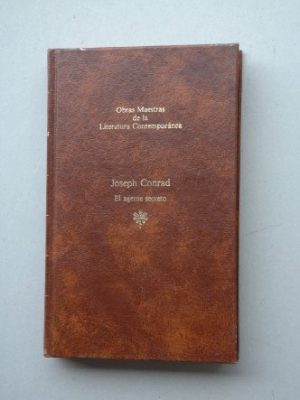 Obras Maestras
de la
Literatura Contemporánea
Joseph Conrad
El agente secreto